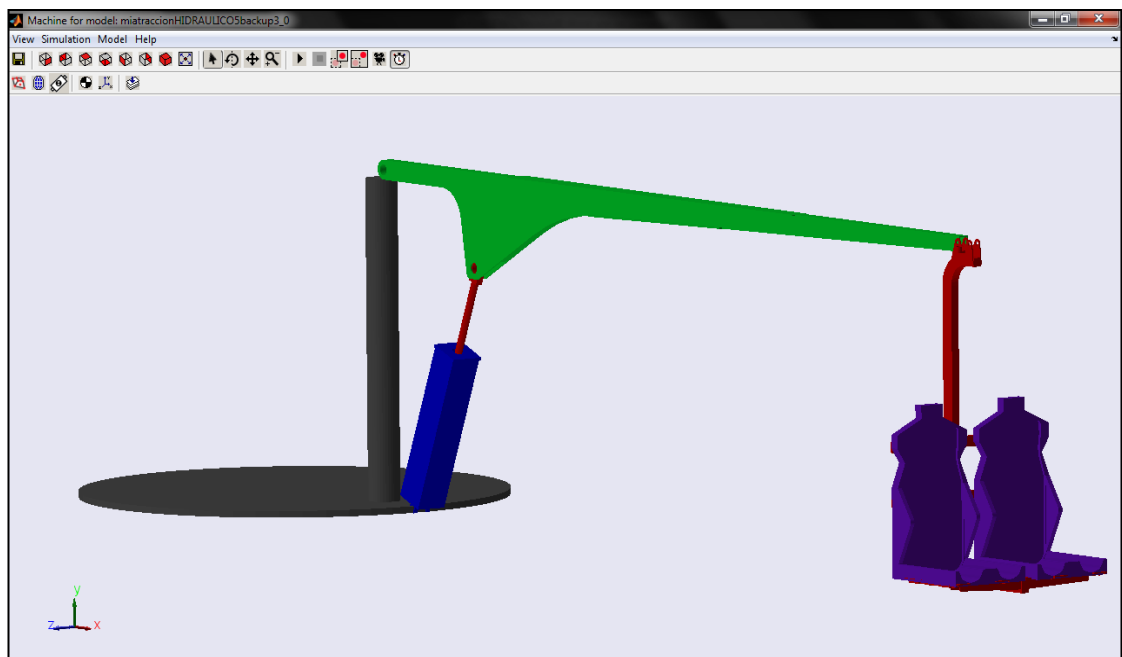 Machine for model: miatraccionHIDRAULICO5backup3_0
View Simulation Model Help
y
z x